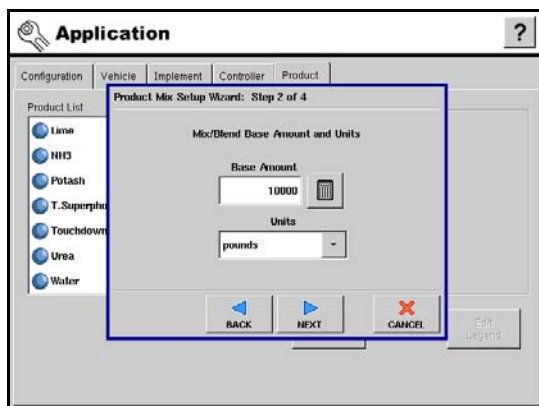 Application
?
Configuration Vehicle Implement Controller Product
Product List
Lime
NH3
Potash
T.Superpho
Touchdown
Urea
Water
Product Mix Setup Wizard: Step 2 of 4
Mix/Blend Base Amount and Units
Base Amount
10000
Units
pounds
BACK NEXT CANCEL
Edit
Legend